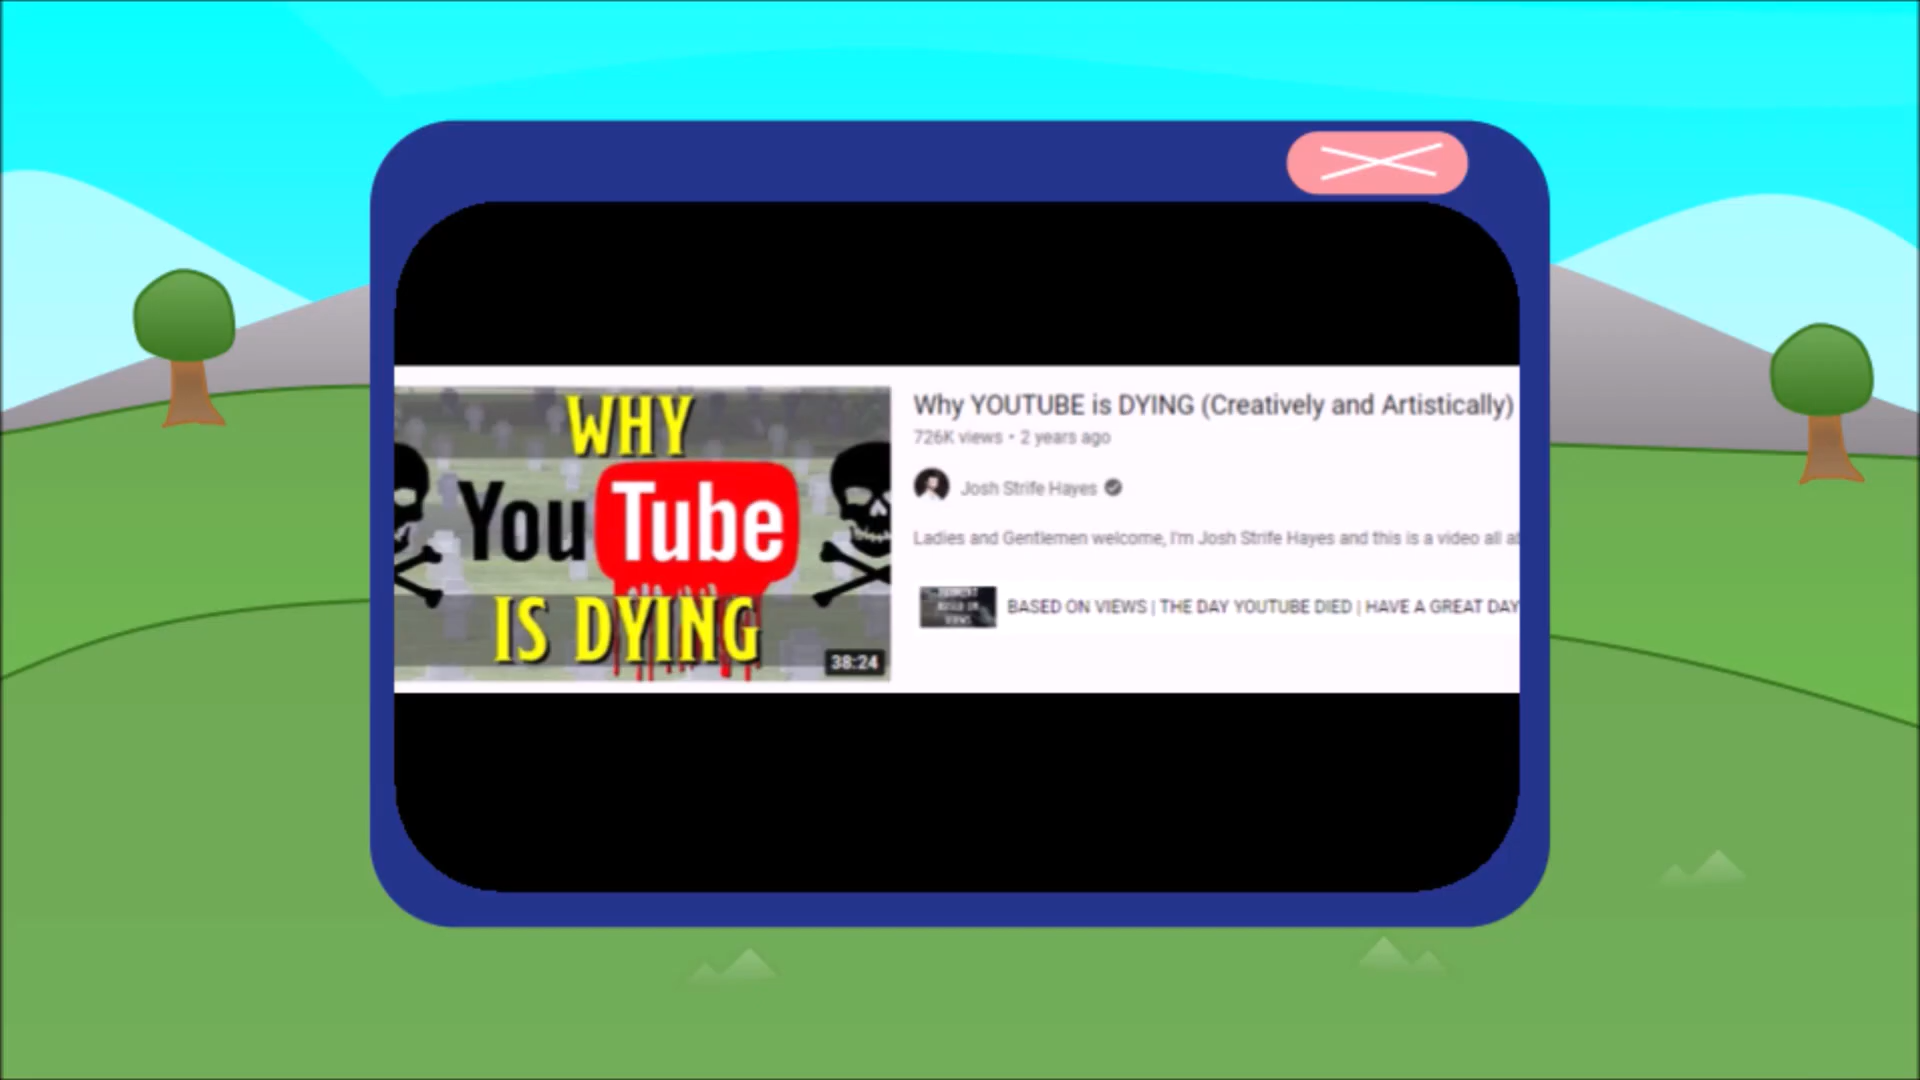 WHY
YouTube
IS DYING
38:24
Why YOUTUBE is DYING (Creatively and Artistically)
726K views • 2 years ago
Josh Strife Hayes
Ladies and Gentlemen welcome, I'm Josh Strife Hayes and this is a video all
BASED ON VIEWS | THE DAY YOUTUBE DIED | HAVE A GREAT DAY